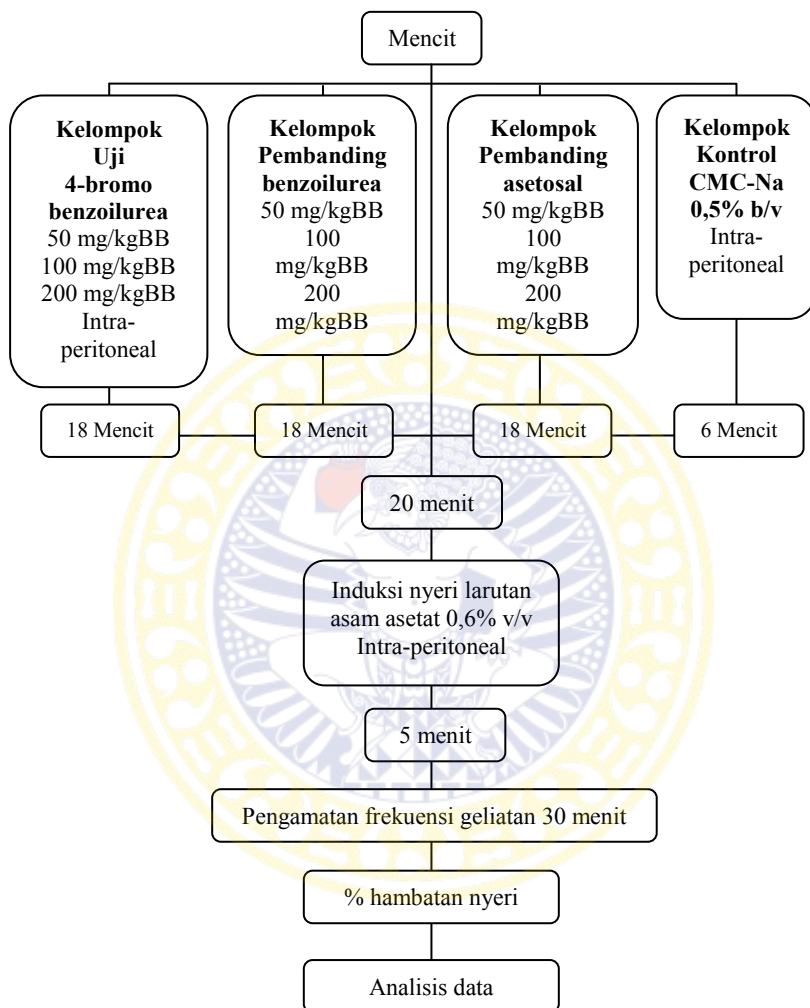 Mencit
Kelompok
Uji
4-bromo
benzoilurea
50 mg/kgBB
100 mg/kgBB
200 mg/kgBB
Intra-
peritoneal
Kelompok
Pembanding
benzoilurea
50 mg/kgBB
100
mg/kgBB
200
mg/kgBB
Kelompok
Pembanding
asetosal
50 mg/kgBB
100
mg/kgBB
200
mg/kgBB
Kelompok
Kontrol
CMC-Na
0,5% b/v
Intra-
peritoneal
18 Mencit
18 Mencit
18 Mencit
6 Mencit
20 menit
Induksi nyeri larutan
asam asetat 0,6% v/v
Intra-peritoneal
5 menit
Pengamatan frekuensi geliatan 30 menit
% hambatan nyeri
Analisis data